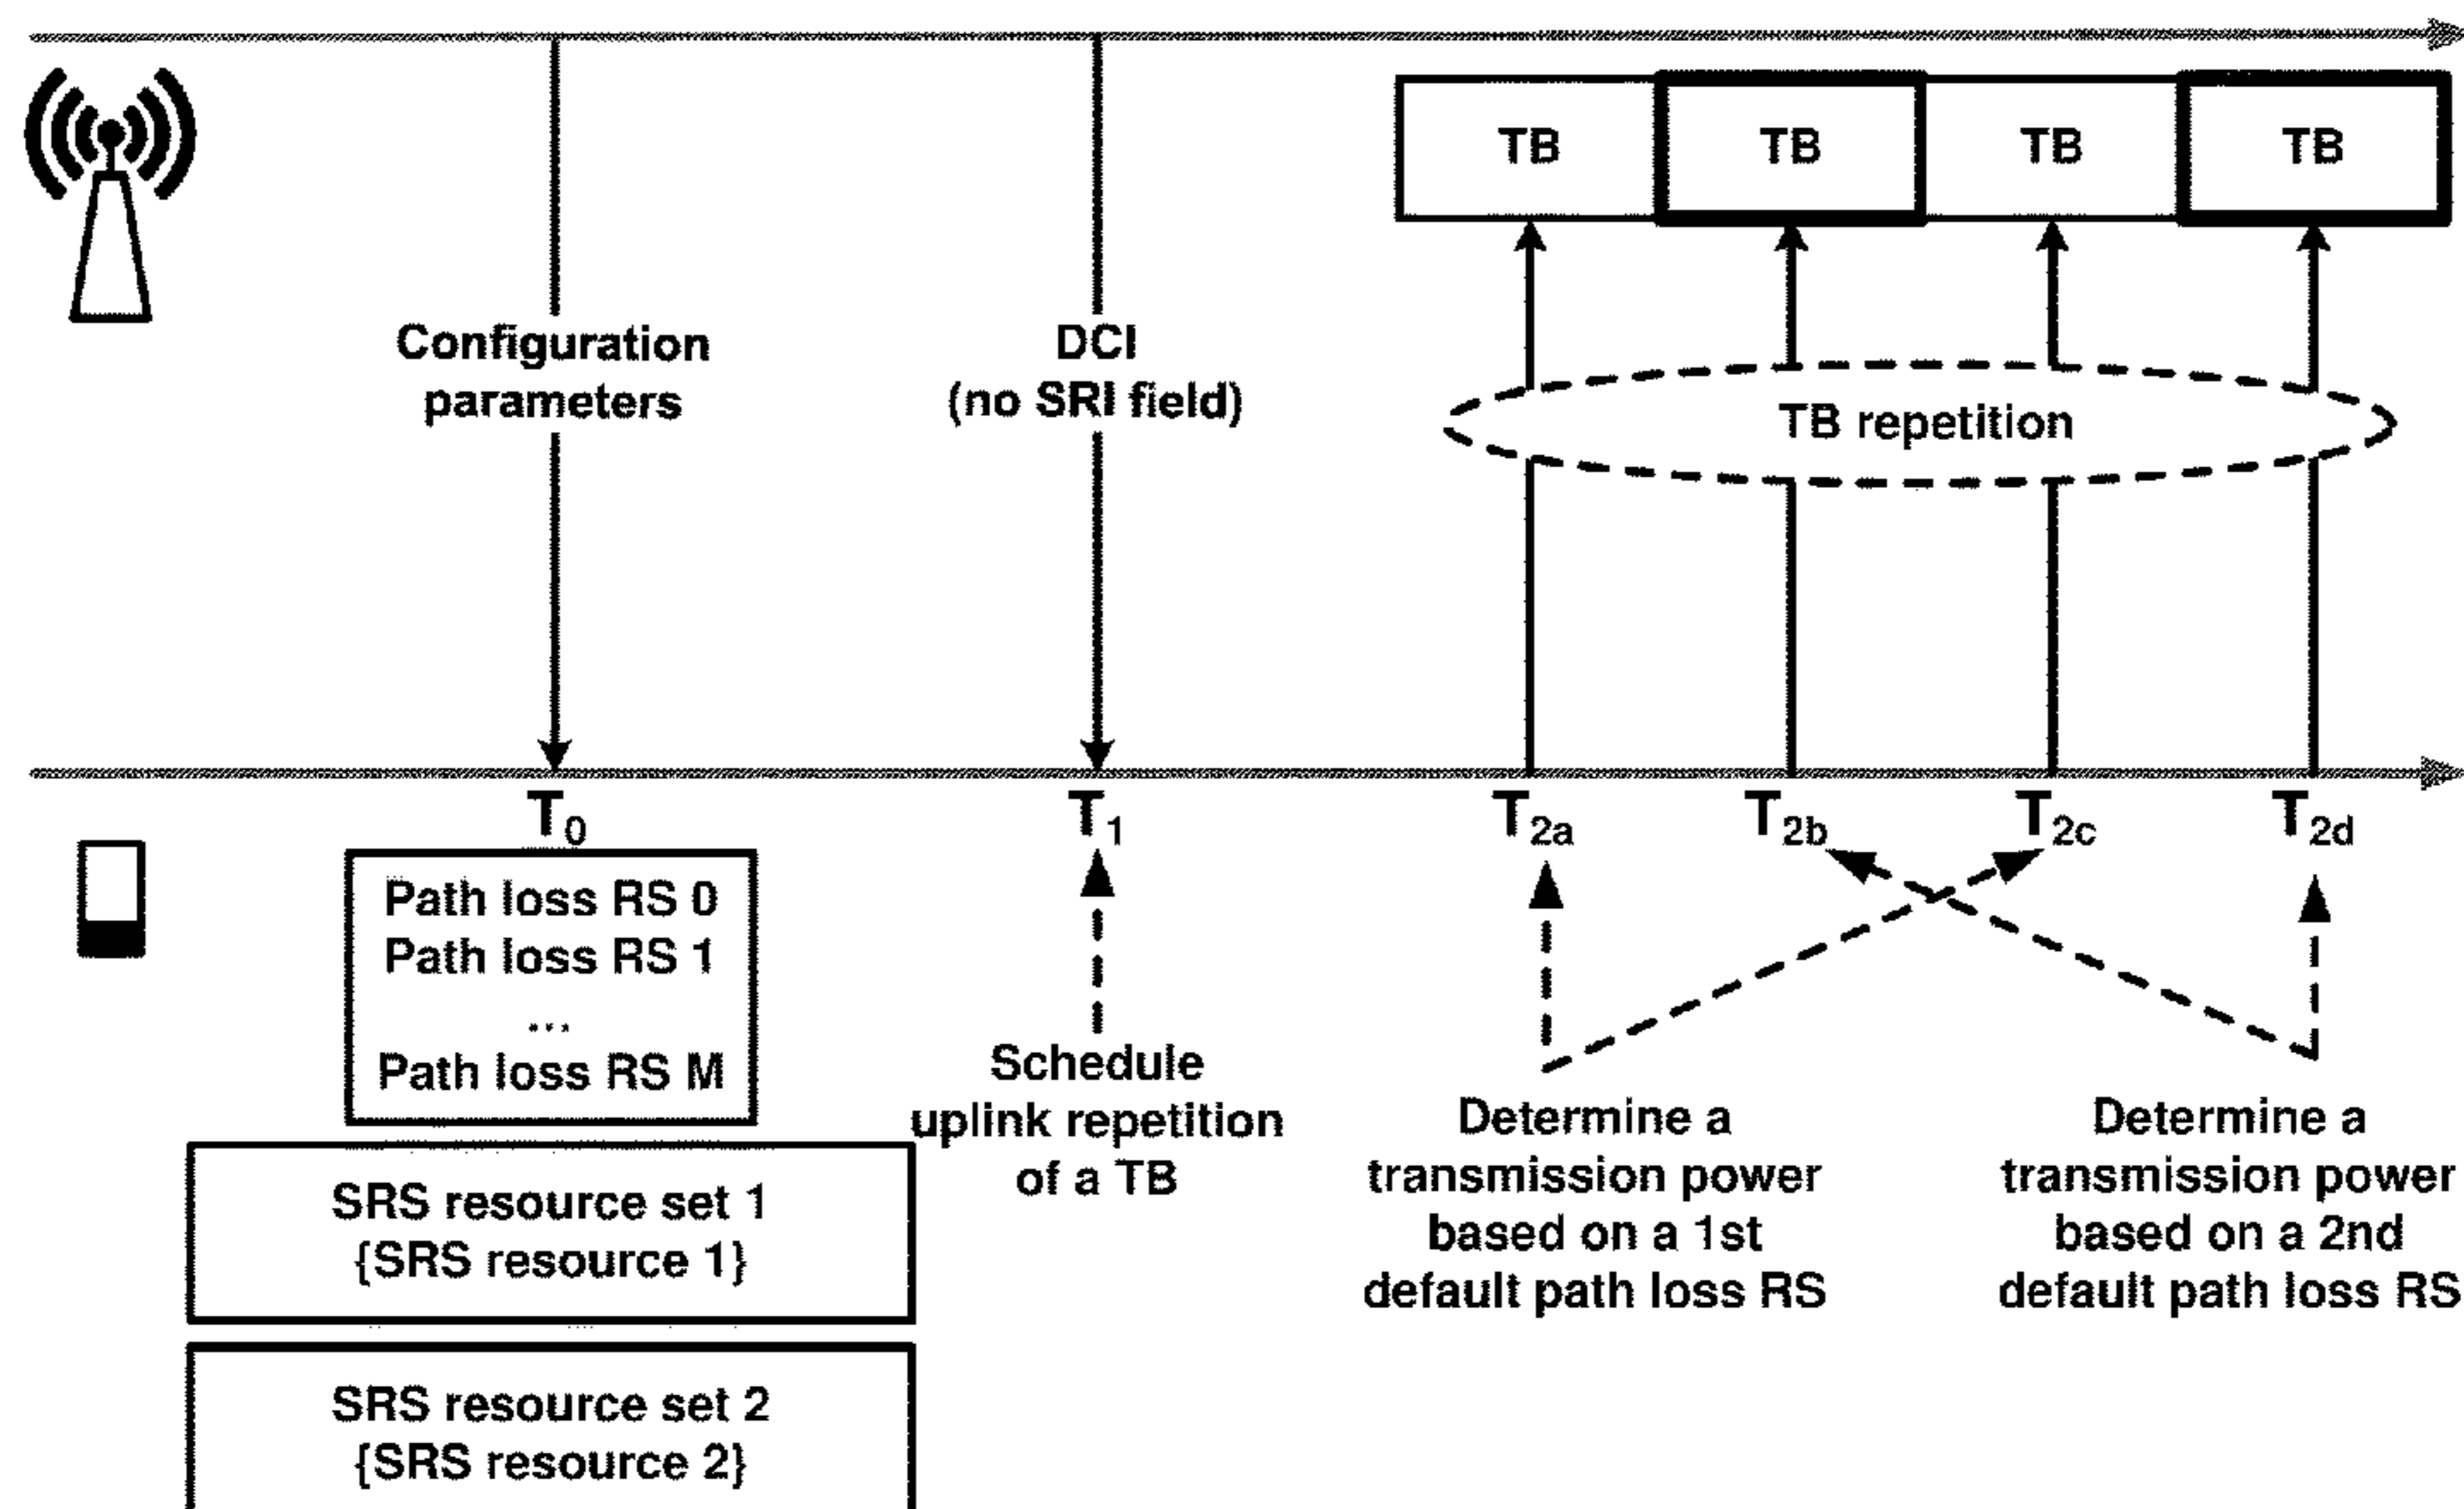 TB
TB
TB
TB
Configuration
parameters
DCI
(no SRI field)
TB repetition
T0
T1
T2a
T2b
T2c
T2d
Path loss RS 0
Path loss RS 1
...
Path loss RS M
SRS resource set 1
{SRS resource 1}
SRS resource set 2
{SRS resource 2}
Schedule
uplink repetition
of a TB
Determine a
transmission power
based on a 1st
default path loss RS
Determine a
transmission power
based on a 2nd
default path loss RS